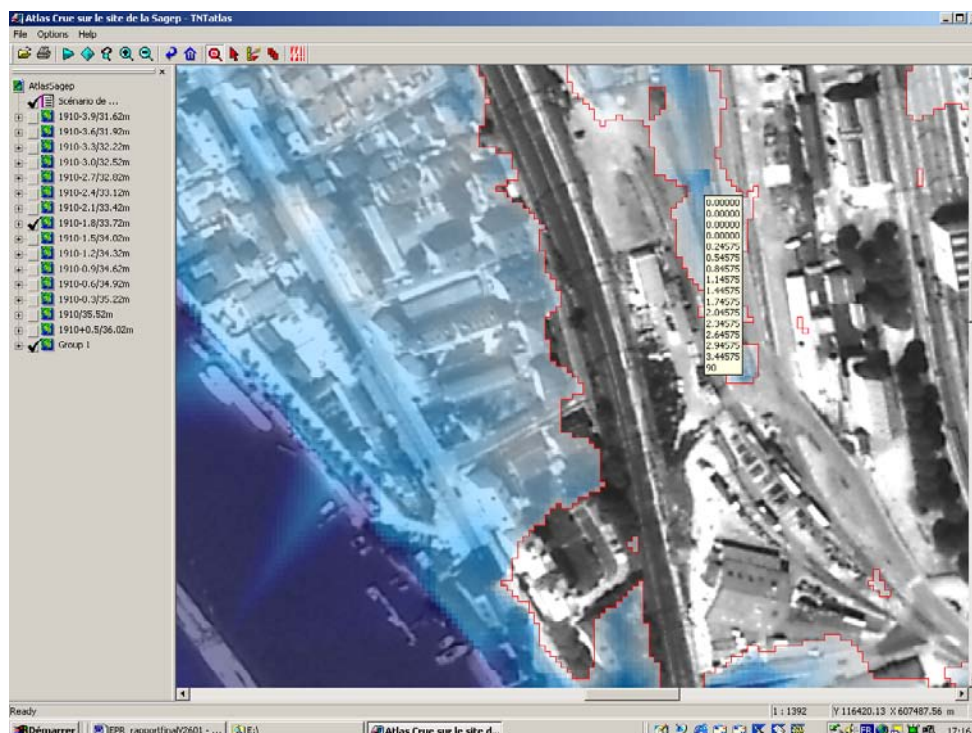 Atlas Crue sur le site de la Sagep - TNTatlas
File Options Help
AtlasSagep
Scénario de ...
1910-3.9/31.62m
1910-3.6/31.92m
1910-3.3/32.22m
1910-3.0/32.52m
1910-2.7/32.82m
1910-2.4/33.12m
1910-2.1/33.42m
1910-1.8/33.72m
1910-1.5/34.02m
1910-1.2/34.32m
1910-0.9/34.62m
1910-0.6/34.92m
1910-0.3/35.22m
1910/35.52m
1910+0.5/36.02m
Group 1
0.00000
0.00000
0.00000
0.00000
0.24575
0.54575
0.84575
1.14575
1.44575
1.74575
2.04575
2.34575
2.64575
2.94575
3.44575
90
Ready
1 : 1392
Y 116420.13 X 607487.56 m
Démarrer
EPR_rapportfinalV2601 - ...
E:\
Atlas Crue sur le site d...
FR
17:16